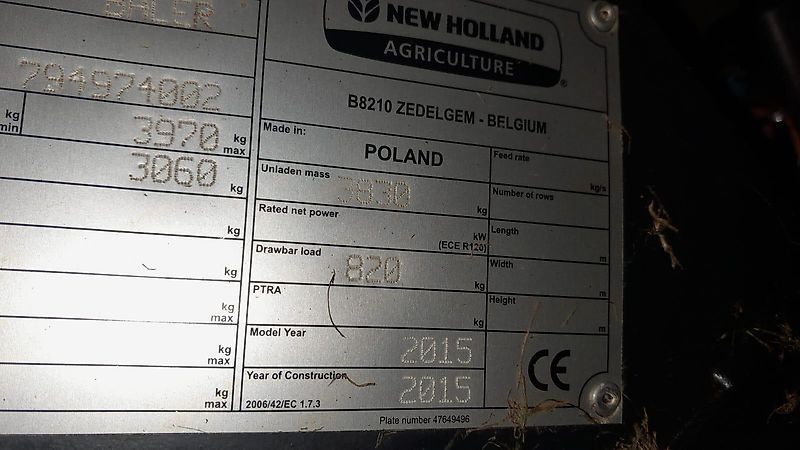 BALER
NEW HOLLAND
AGRICULTURE
®
794974002
B8210 ZEDELGEM - BELGIUM
kg
min
3970 kg
max
3060 kg
kg
kg
kg
max
kg
max
kg
max
Made in:
POLAND
Unladen mass
3830 kg
Rated net power
kW
(ECE R120)
Drawbar load
820 kg
PTRA
kg
Model Year
2015
Year of Construction
2015
2006/42/EC 1.7.3
Feed rate
kg/s
Number of rows
Length
m
Width
m
Height
m
CE
Plate number 47649496